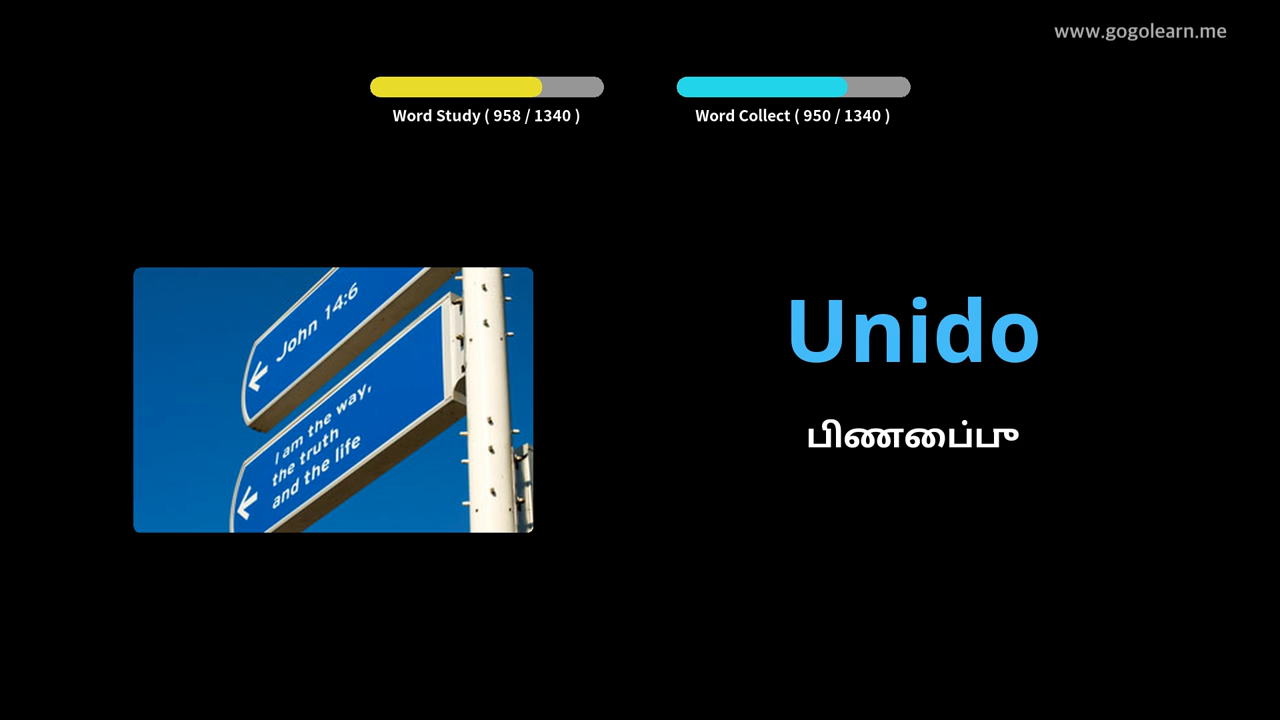 www.gogolearn.me
Word Study ( 958 / 1340 )
Word Collect ( 950 / 1340 )
John 14:6
I am the way,
the truth
and the life
Unido
பிணைப்பு